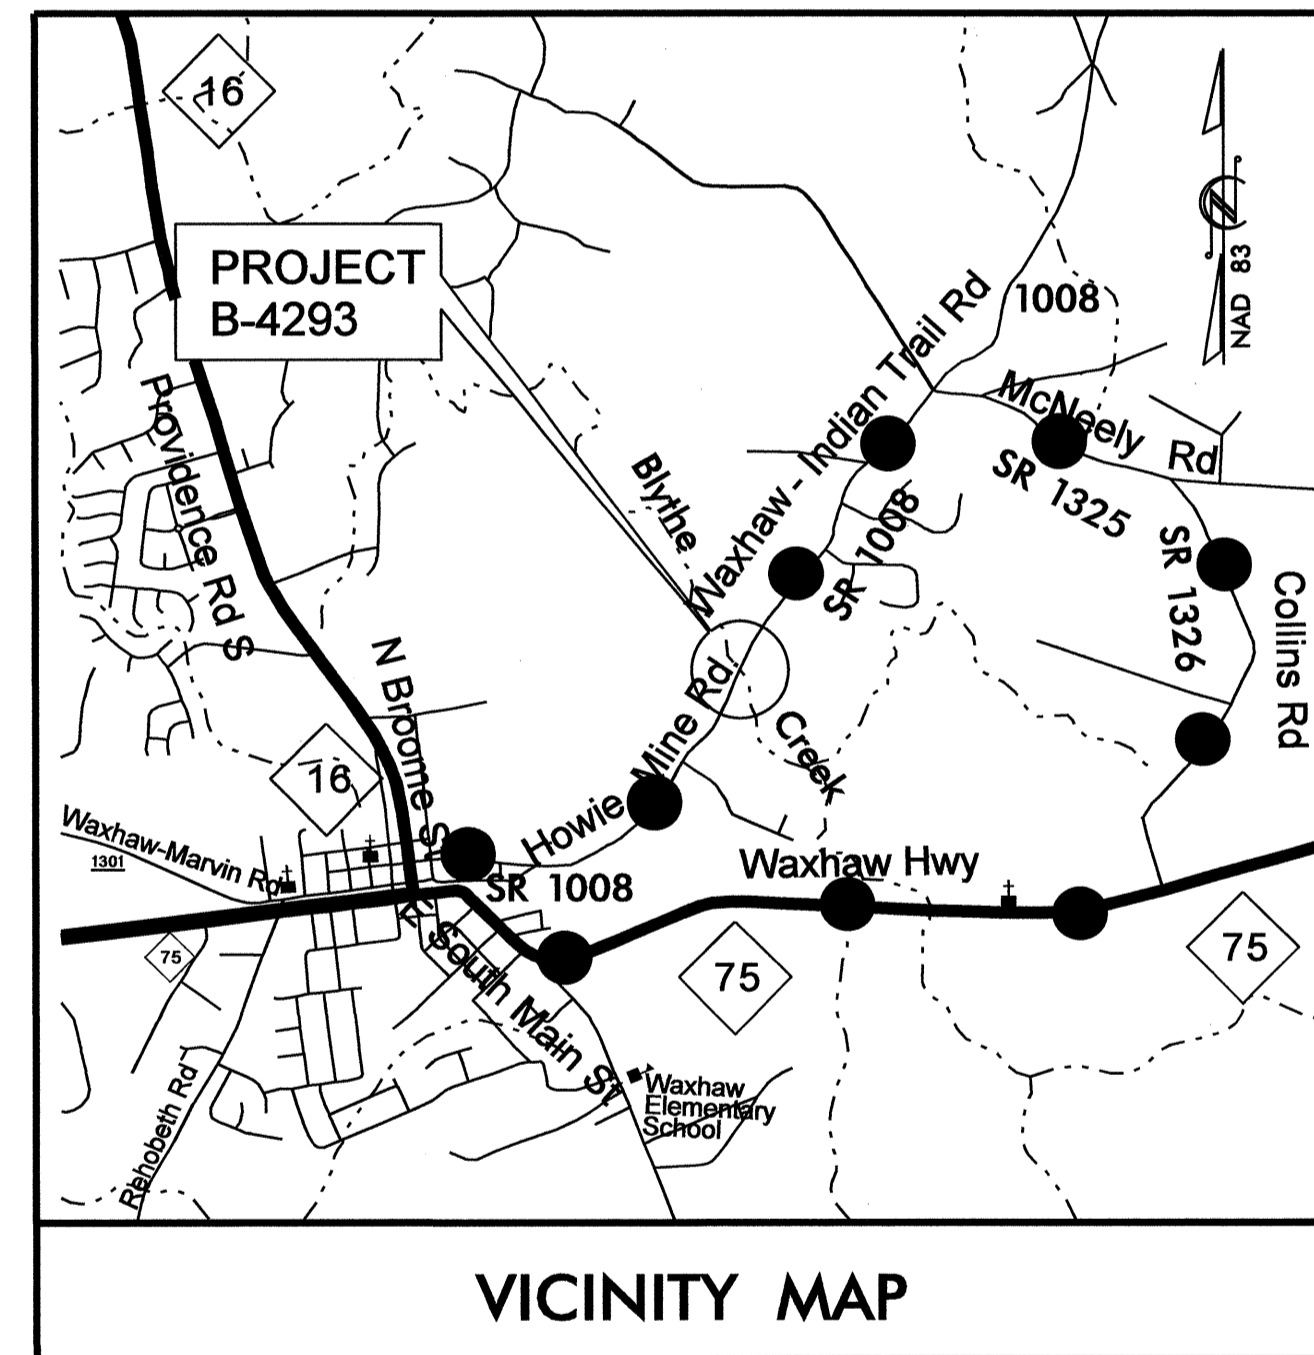 16
PROJECT
B-4293
NAD 83
1008
Waxhaw - Indian Trail Rd
McNeely Rd
SR 1325
SR 1008
SR 1326
Collins Rd
Blythe
Creek
Providence Rd S
N Broome St
16
Howie Mine Rd
SR 1008
Waxhaw-Marvin Rd
1301
Waxhaw Hwy
75
75
75
E South Main St
Rehobeth Rd
Waxhaw
Elementary
School
VICINITY MAP